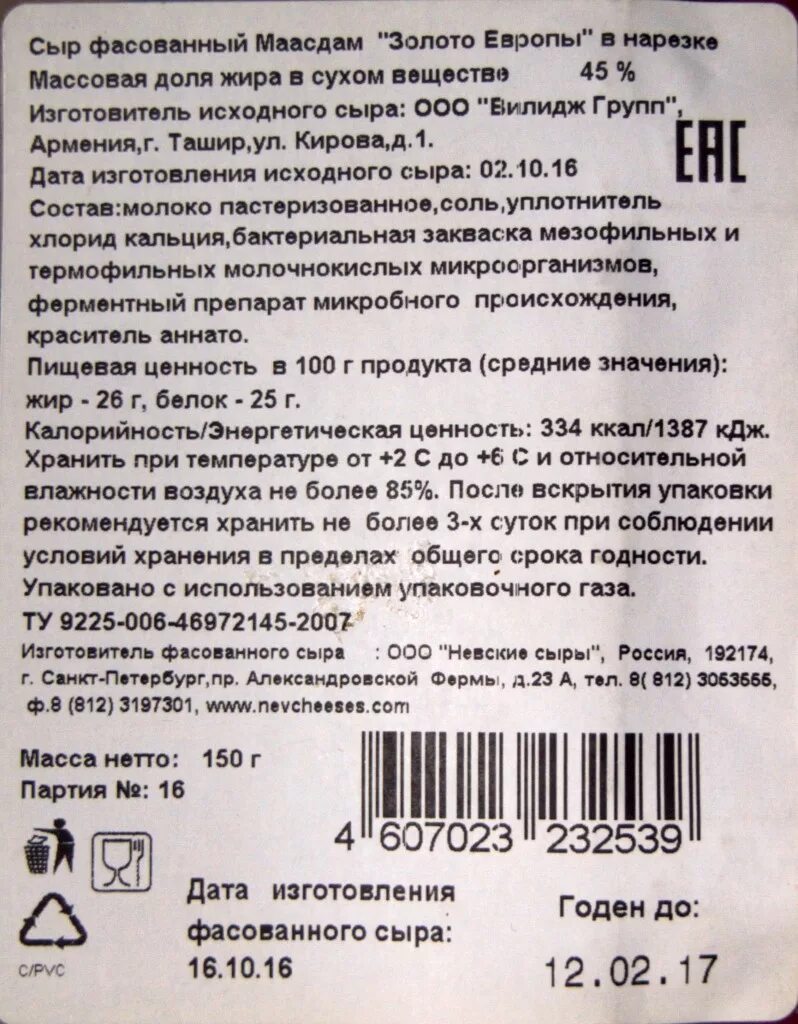 Сыр фасованный Маасдам "Золото Европы" в нарезке
Массовая доля жира в сухом веществе 45 %
Изготовитель исходного сыра: ООО "Вилидж Групп",
Армения,г. Ташир,ул. Кирова,д.1.
ЕАС
Дата изготовления исходного сыра: 02.10.16
Состав:молоко пастеризованное,соль,уплотнитель
хлорид кальция,бактериальная закваска мезофильных и
термофильных молочнокислых микроорганизмов,
ферментный препарат микробного происхождения,
краситель аннато.
Пищевая ценность в 100 г продукта (средние значения):
жир - 26 г, белок - 25 г.
Калорийность/Энергетическая ценность: 334 ккал/1387 кДж.
Хранить при температуре от +2 С до +6 С и относительной
влажности воздуха не более 85%. После вскрытия упаковки
рекомендуется хранить не более 3-х суток при соблюдении
условий хранения в пределах общего срока годности.
Упаковано с использованием упаковочного газа.
ТУ 9225-006-46972145-2007
Изготовитель фасованного сыра : ООО "Невские сыры", Россия, 192174,
г. Санкт-Петербург,пр. Александровской Фермы, д.23 А, тел. 8( 812) 3053555,
ф.8 (812) 3197301, www.nevcheeses.com
Масса нетто: 150 г
Партия №: 16
4 607023 232539
Дата изготовления
фасованного сыра:
16.10.16
Годен до:
12.02.17
C/PVC